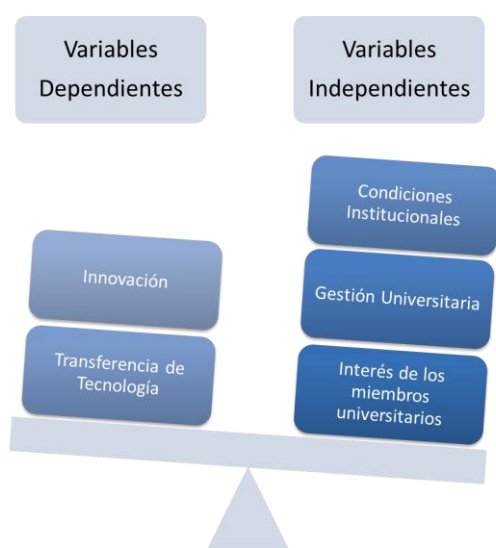 Variables
Dependientes
Variables
Independientes
Innovación
Transferencia de
Tecnología
Condiciones
Institucionales
Gestión Universitaria
Interés de los
miembros
universitarios